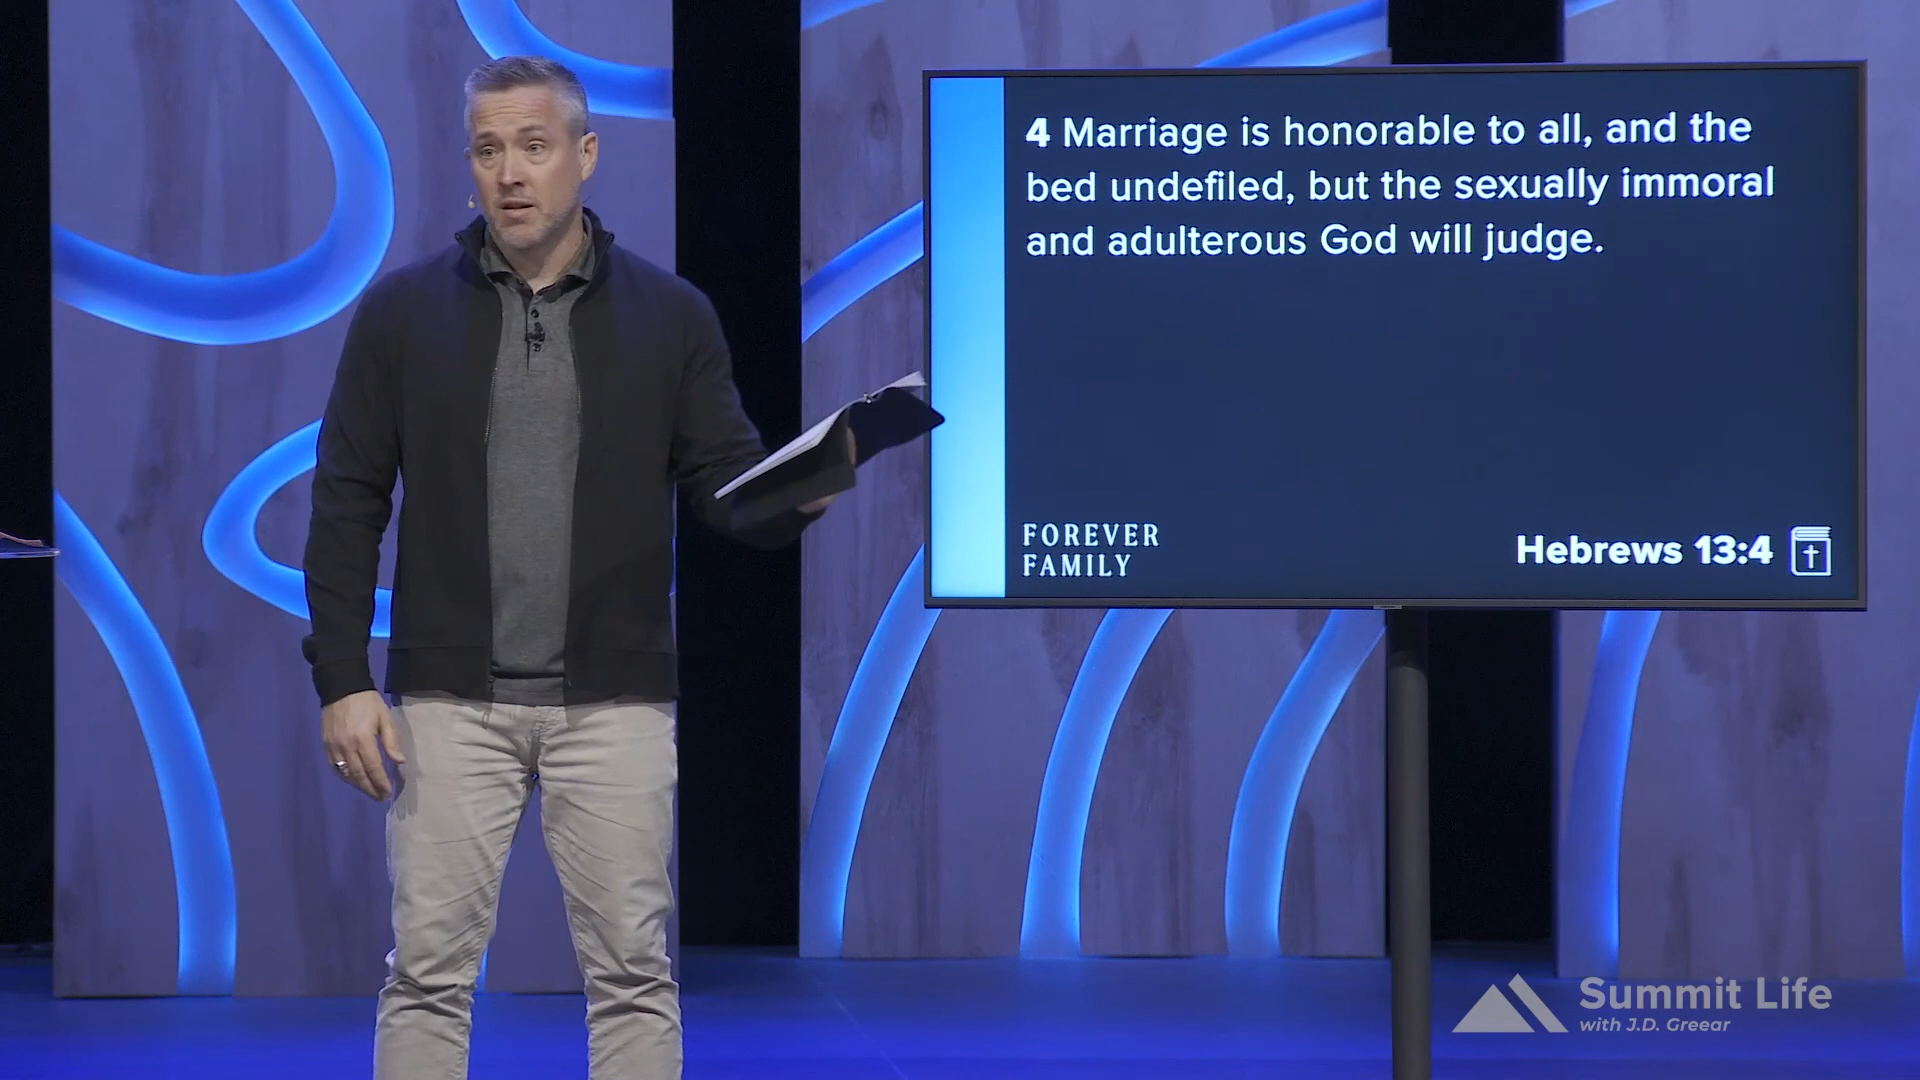 4 Marriage is honorable to all, and the
bed undefiled, but the sexually immoral
and adulterous God will judge.
FOREVER
FAMILY
Hebrews 13:4
Summit Life
with J.D. Greear